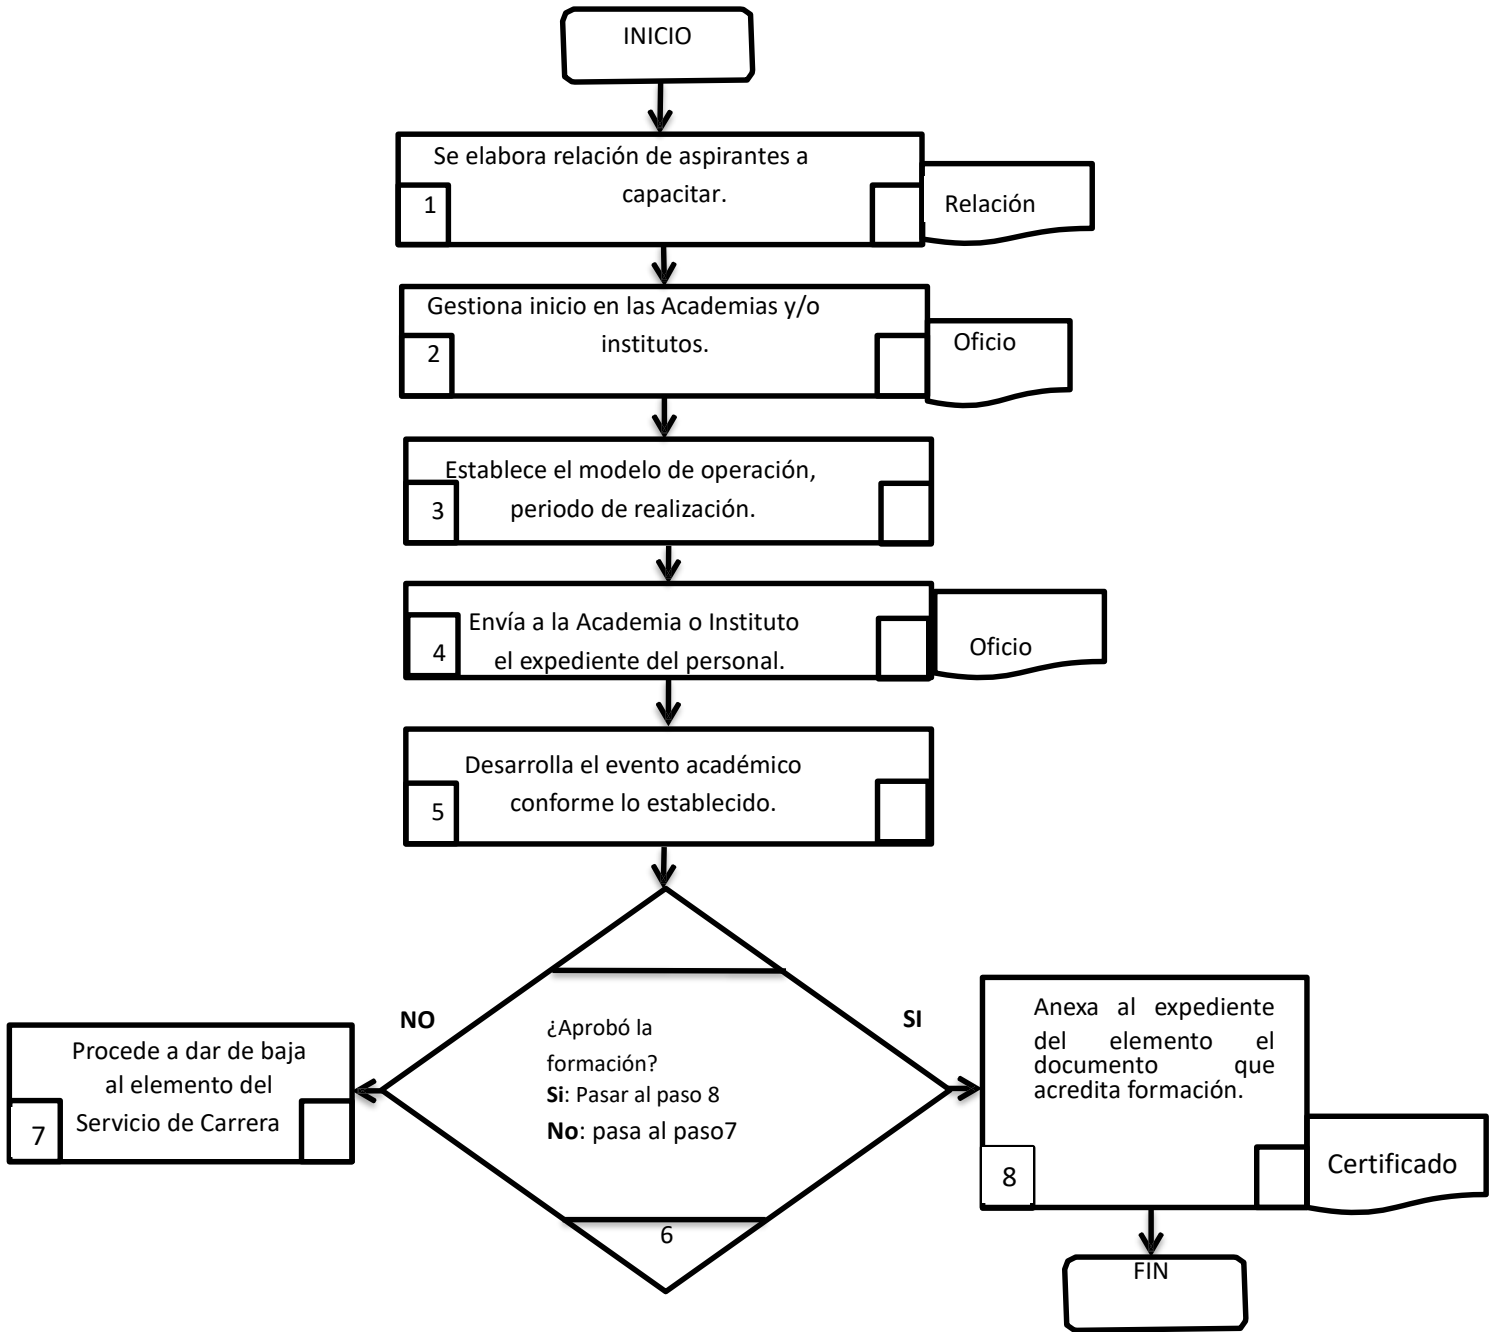 INICIO
Se elabora relación de aspirantes a
capacitar.
1
Relación
Gestiona inicio en las Academias y/o
institutos.
2
Oficio
Establece el modelo de operación,
periodo de realización.
3
Envía a la Academia o Instituto
el expediente del personal.
4
Oficio
Desarrolla el evento académico
conforme lo establecido.
5
¿Aprobó la
formación?
Si: Pasar al paso 8
No: pasa al paso7
6
NO
Procede a dar de baja
al elemento del
Servicio de Carrera
7
SI
Anexa al expediente
del elemento el
documento que
acredita formación.
8
Certificado
FIN